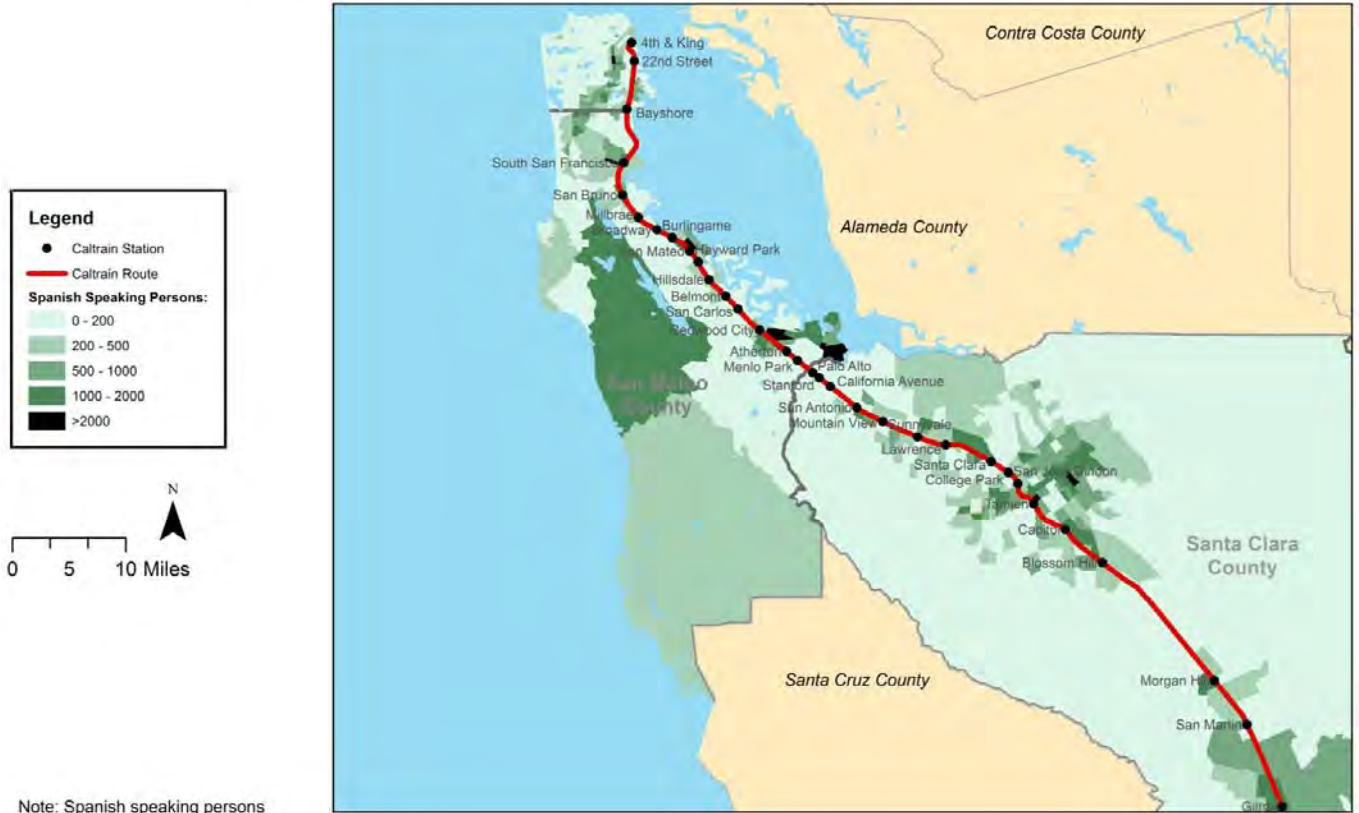 Contra Costa County
4th & King
22nd Street
Bayshore
South San Francisco
San Bruno
Millbrae
Broadway
Burlingame
San Mateo
Hayward Park
Hillsdale
Belmont
San Carlos
Redwood City
Atherton
Menlo Park
Palo Alto
Stanford
California Avenue
San Antonio
Mountain View
Sunnyvale
Lawrence
Santa Clara
College Park
San Jose Diridon
Tamien
Capitol
Blossom Hill
Morgan Hill
San Martin
Gilroy
Alameda County
San Mateo
County
Santa Clara
County
Santa Cruz County
Legend
Caltrain Station
Caltrain Route
Spanish Speaking Persons:
0 - 200
200 - 500
500 - 1000
1000 - 2000
>2000
N
0 5 10 Miles
Note: Spanish speaking persons